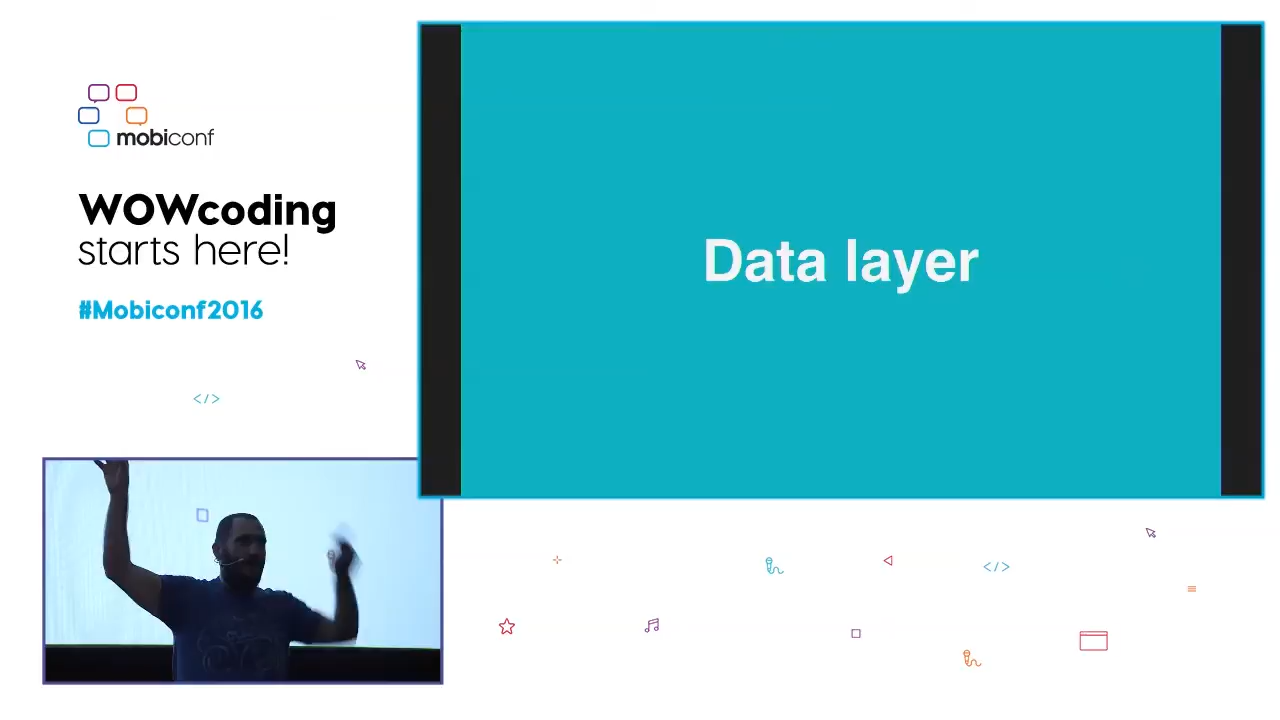 mobiconf
WOWcoding
starts here!
#Mobiconf2016
</>
Data layer
</>